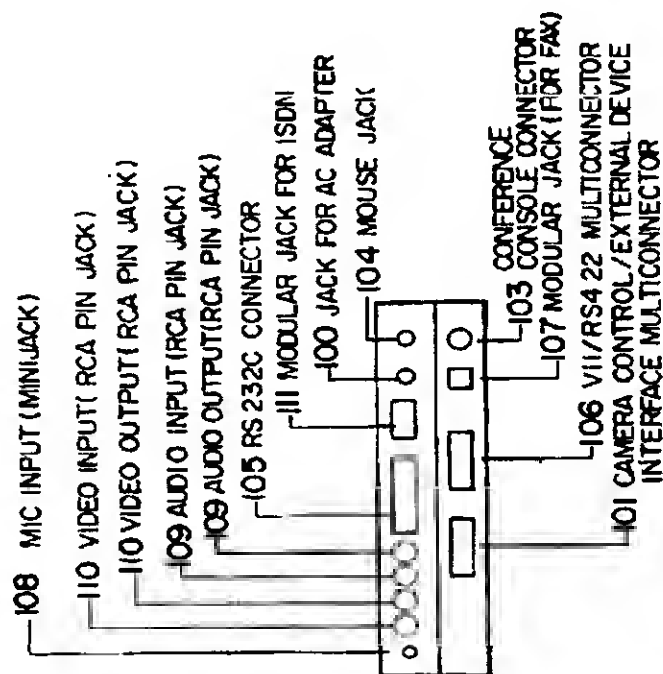 108 MIC INPUT (MINIJACK)
110 VIDEO INPUT( RCA PIN JACK)
110 VIDEO OUTPUT( RCA PIN JACK)
109 AUDIO INPUT(RCA PIN JACK)
109 AUDIO OUTPUT(RCA PIN JACK)
105 RS 232C CONNECTOR
111 MODULAR JACK FOR ISDN
100 JACK FOR AC ADAPTER
104 MOUSE JACK
CONFERENCE
103 CONSOLE CONNECTOR
107 MODULAR JACK (FOR FAX)
106 V11/RS422 MULTICONNECTOR
101 CAMERA CONTROL/EXTERNAL DEVICE
INTERFACE MULTICONNECTOR